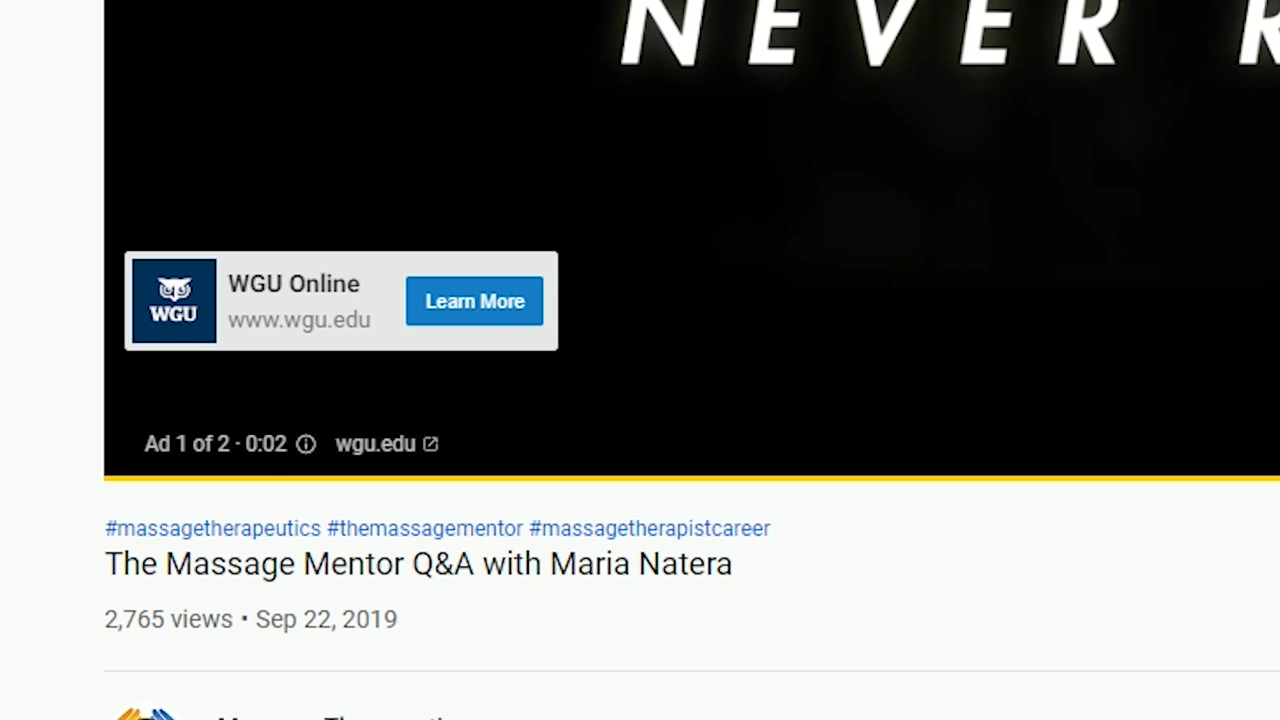 NEVER
WGU Online
WGU
www.wgu.edu
Learn More
Ad 1 of 2 · 0:02 wgu.edu
#massagetherapeutics #themassagementor #massagetherapistcareer
The Massage Mentor Q&A with Maria Natera
2,765 views • Sep 22, 2019